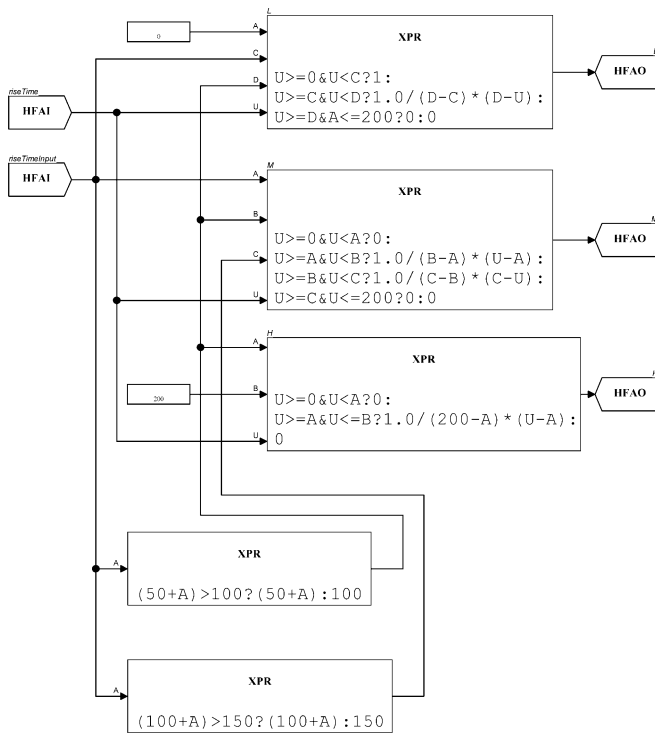 L
A
0
XPR
C
L
HFAO
D
U>=0&U<C?1:
U>=C&U<D?1.0/(D-C)*(D-U):
U>=D&A<=200?0:0
U
riseTime
HFAI
riseTimeInput
HFAI
M
A
XPR
B
M
HFAO
U>=0&U<A?0:
C
U>=A&U<B?1.0/(B-A)*(U-A):
U>=B&U<C?1.0/(C-B)*(C-U):
U
U>=C&U<=200?0:0
H
A
XPR
H
HFAO
200
B
U>=0&U<A?0:
U>=A&U<=B?1.0/(200-A)*(U-A):
U
0
XPR
A
(50+A)>100?(50+A):100
XPR
A
(100+A)>150?(100+A):150